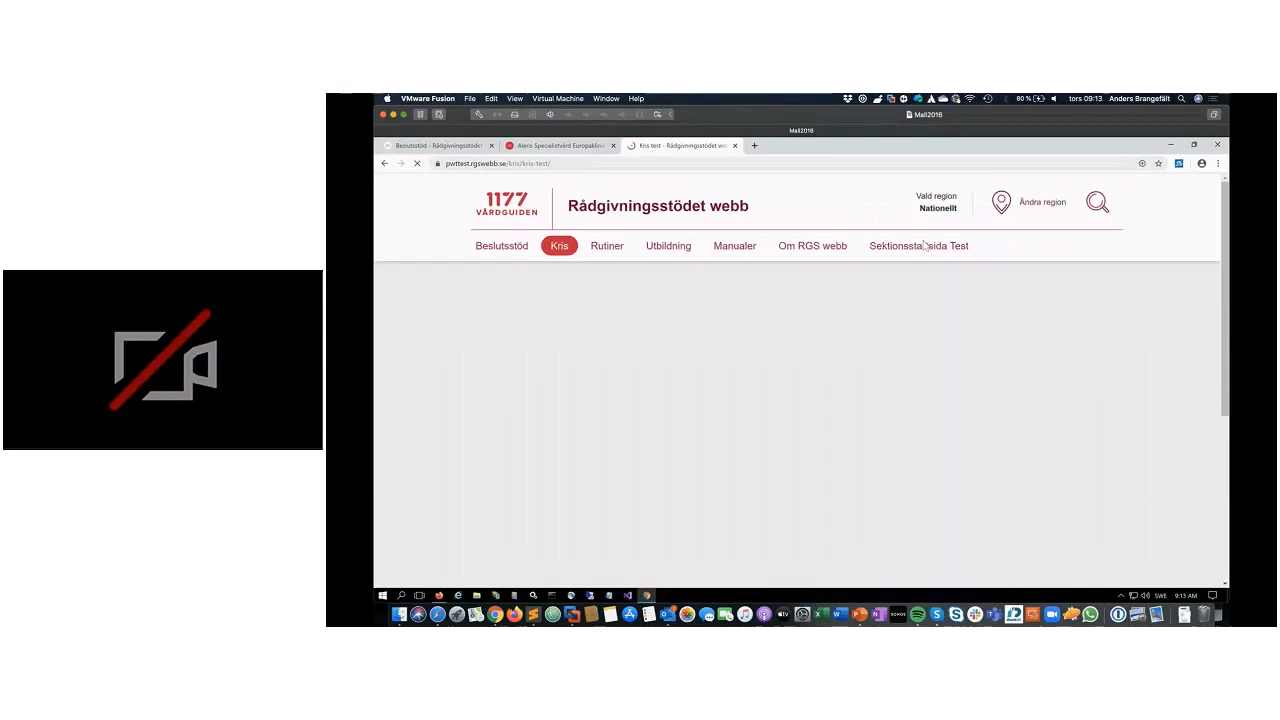 VMware Fusion File Edit View Virtual Machine Window Help 80 % tors 09:13 Anders Brangefält
Mall2016
Mall2016
Beslutsstöd - Rådgivningsstödet Aleris Specialistvård Europaklinik Kris test - Rådgivningsstödet we
pwttest.rgswebb.se/kris/kris-test/
1177 VÅRDGUIDEN
Rådgivningsstödet webb
Vald region
Nationellt
Ändra region
Beslutsstöd Kris Rutiner Utbildning Manualer Om RGS webb Sektionsstartsida Test
SWE 9:13 AM